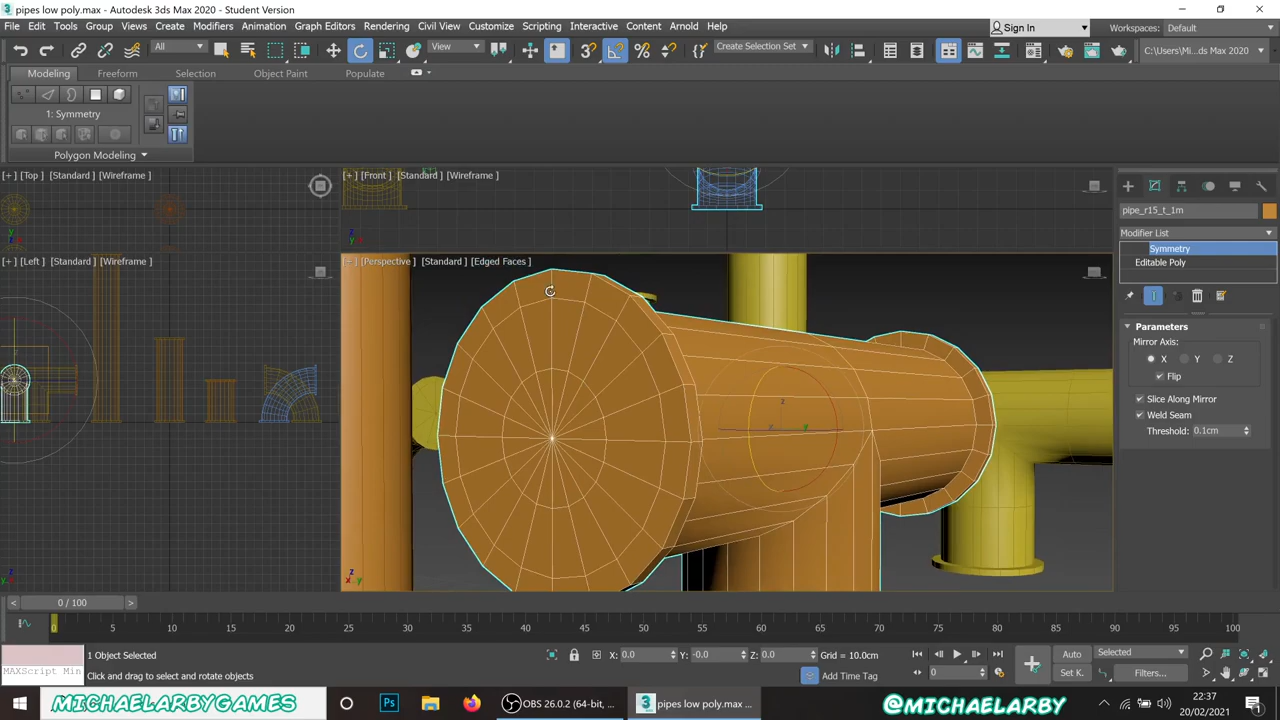 pipes low poly.max - Autodesk 3ds Max 2020 - Student Version
File Edit Tools Group Views Create Modifiers Animation Graph Editors Rendering Civil View Customize Scripting Interactive Content Arnold Help
Sign In
Workspaces: Default
All
View
Create Selection Set
C:\Users\Mi...ds Max 2020
Modeling Freeform Selection Object Paint Populate
1: Symmetry
Polygon Modeling
[+] [Top] [Standard] [Wireframe]
[+] [Front] [Standard] [Wireframe]
[+] [Left] [Standard] [Wireframe]
[+] [Perspective] [Standard] [Edged Faces]
pipe_r15_t_1m
Modifier List
Symmetry
Editable Poly
Parameters
Mirror Axis:
X Y Z
Flip
Slice Along Mirror
Weld Seam
Threshold: 0.1cm
0 / 100
0 5 10 15 20 25 30 35 40 45 50 55 60 65 70 75 80 85 90 95 100
MAXScript Min
1 Object Selected
Click and drag to select and rotate objects
X: 0.0 Y: -0.0 Z: 0.0 Grid = 10.0cm
Add Time Tag
0
Auto
Set K.
Selected
Filters...
MICHAELARBYGAMES
Ps
OBS 26.0.2 (64-bit, ...
3
pipes low poly.max ...
@MICHAELARBY
22:37
20/02/2021
1